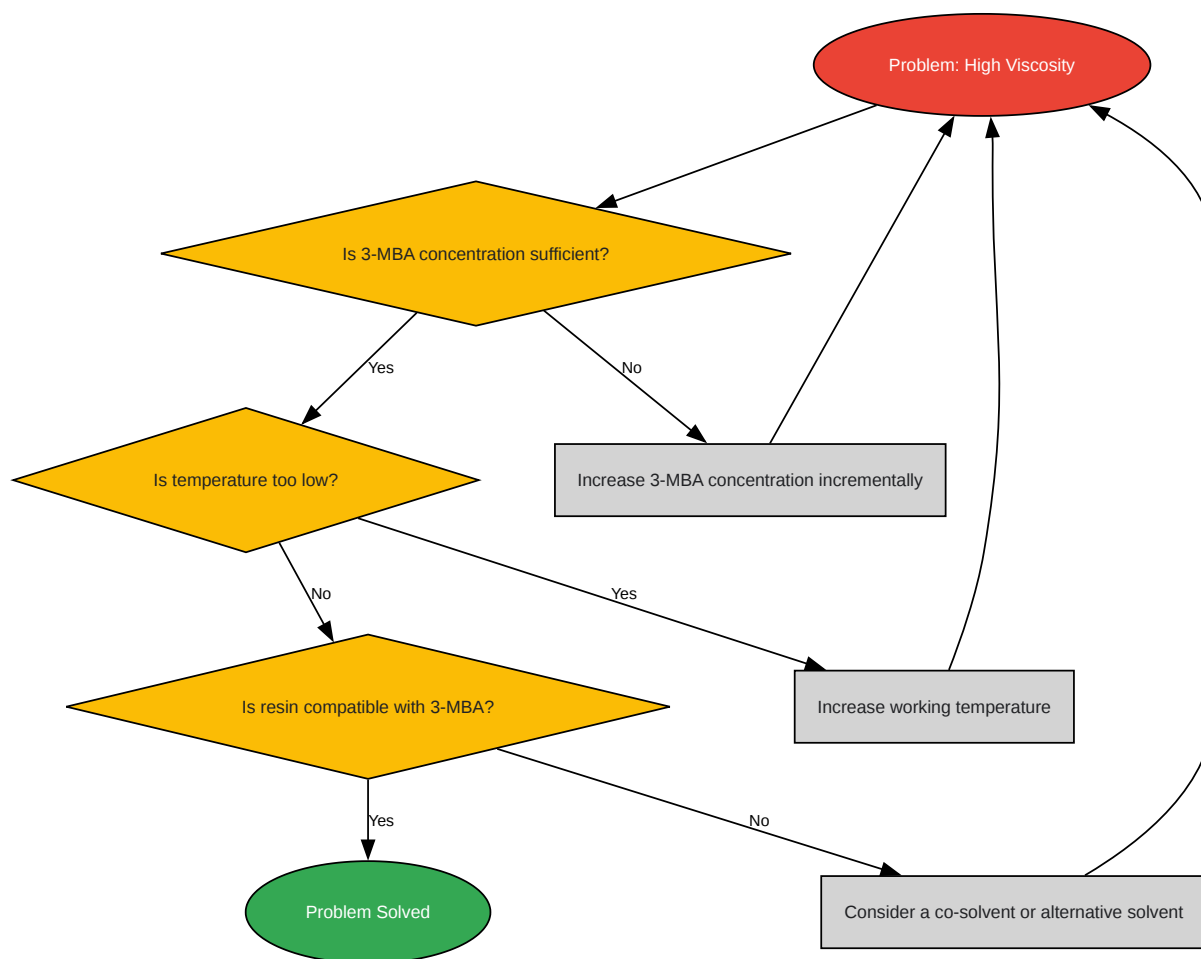 Problem: High Viscosity
Is 3-MBA concentration sufficient?
Yes
No
Is temperature too low?
Increase 3-MBA concentration incrementally
No
Yes
Is resin compatible with 3-MBA?
Increase working temperature
Yes
No
Problem Solved
Consider a co-solvent or alternative solvent